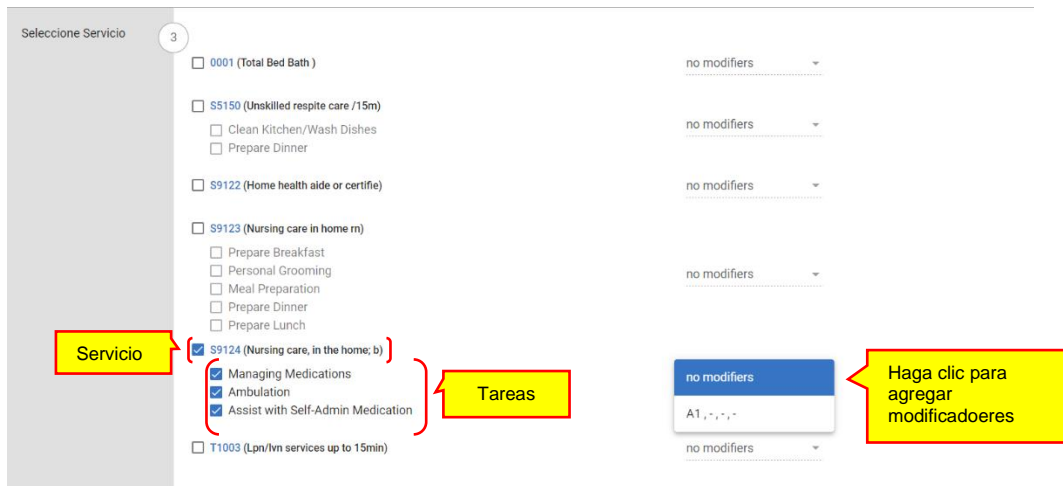 Seleccione Servicio
3
0001 (Total Bed Bath )
no modifiers
S5150 (Unskilled respite care /15m)
no modifiers
Clean Kitchen/Wash Dishes
Prepare Dinner
S9122 (Home health aide or certifie)
no modifiers
S9123 (Nursing care in home rn)
Prepare Breakfast
Personal Grooming
Meal Preparation
no modifiers
Prepare Dinner
Prepare Lunch
Servicio
S9124 (Nursing care, in the home; b)
Managing Medications
Ambulation
Assist with Self-Admin Medication
Tareas
no modifiers
A1 , - , - , -
Haga clic para
agregar
modificadoeres
T1003 (Lpn/lvn services up to 15min)
no modifiers